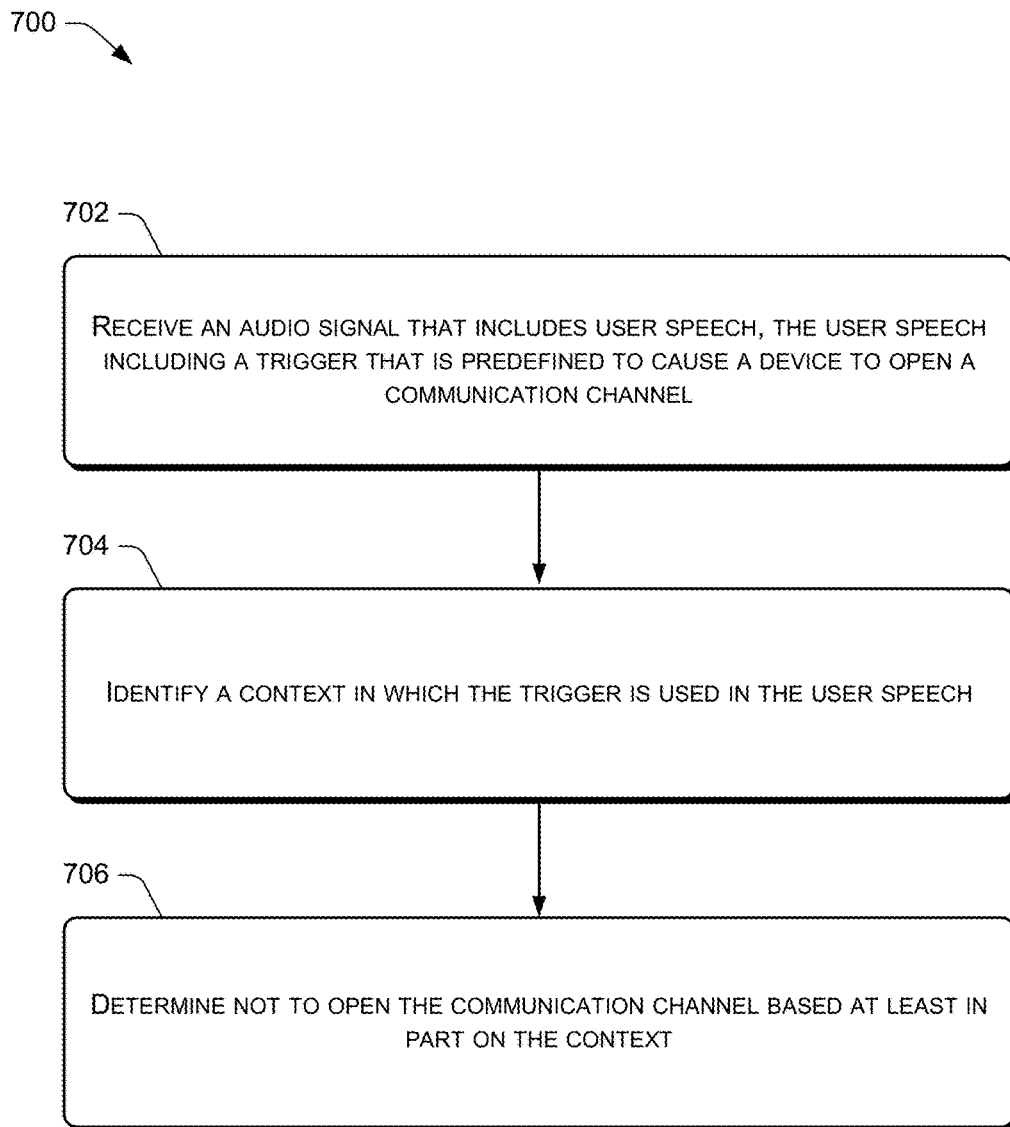 700
702
RECEIVE AN AUDIO SIGNAL THAT INCLUDES USER SPEECH, THE USER SPEECH
INCLUDING A TRIGGER THAT IS PREDEFINED TO CAUSE A DEVICE TO OPEN A
COMMUNICATION CHANNEL
704
IDENTIFY A CONTEXT IN WHICH THE TRIGGER IS USED IN THE USER SPEECH
706
DETERMINE NOT TO OPEN THE COMMUNICATION CHANNEL BASED AT LEAST IN
PART ON THE CONTEXT